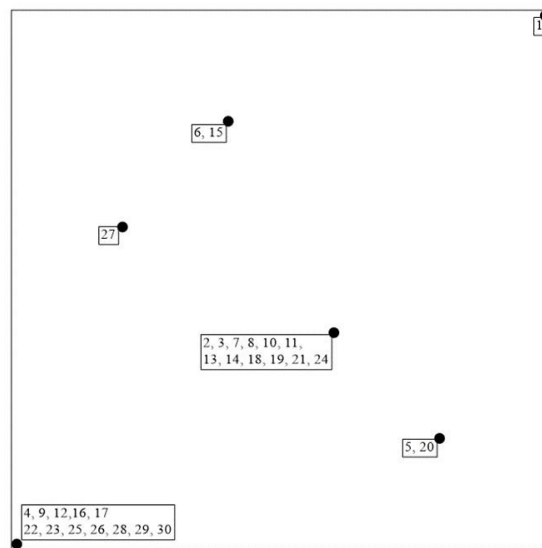 1
6, 15
27
2, 3, 7, 8, 10, 11,
13, 14, 18, 19, 21, 24
5, 20
4, 9, 12,16, 17
22, 23, 25, 26, 28, 29, 30